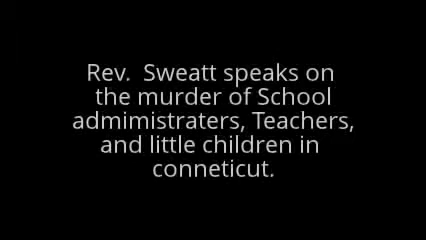 Rev.  Sweatt speaks on
the murder of School
admimistraters, Teachers,
and little children in
conneticut.